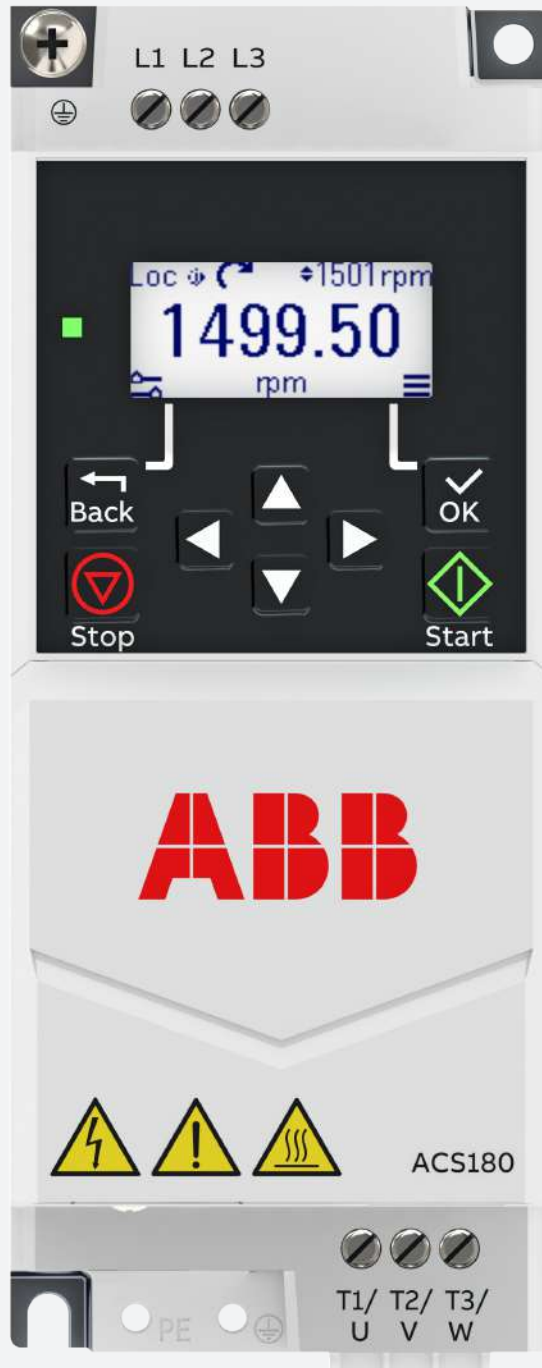 L1 L2 L3
Loc 1501rpm
1499.50
rpm
Back
OK
Stop
Start
ABB
ACS180
PE
T1/ T2/ T3/
U V W